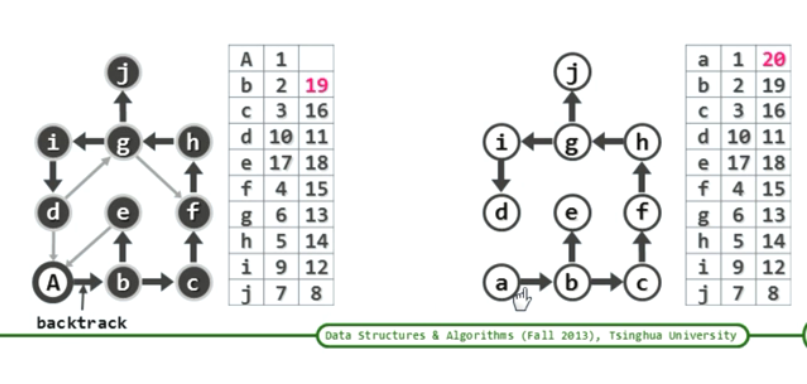 j
i g h
d e f
A b c
backtrack
A 1
b 2 19
c 3 16
d 10 11
e 17 18
f 4 15
g 6 13
h 5 14
i 9 12
j 7 8
j
i g h
d e f
a b c
a 1 20
b 2 19
c 3 16
d 10 11
e 17 18
f 4 15
g 6 13
h 5 14
i 9 12
j 7 8
Data Structures & Algorithms (Fall 2013), Tsinghua University